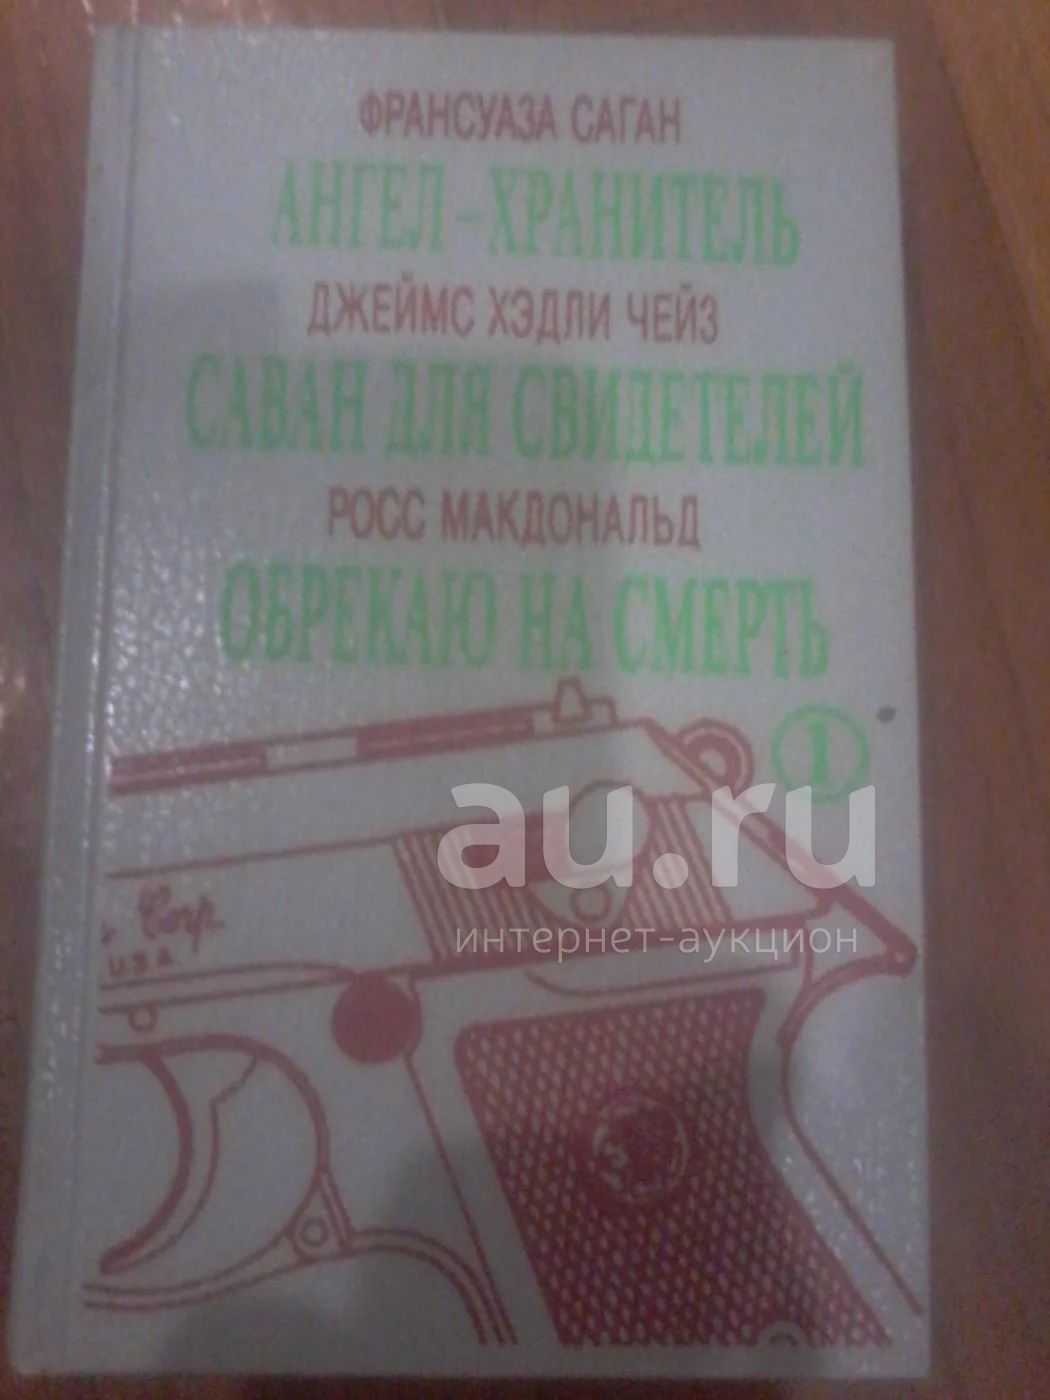 ФРАНСУАЗА САГАН
АНГЕЛ-ХРАНИТЕЛЬ
ДЖЕЙМС ХЭДЛИ ЧЕЙЗ
САВАН ДЛЯ СВИДЕТЕЛЕЙ
РОСС МАКДОНАЛЬД
ОБРЕКАЮ НА СМЕРТЬ
1
au.ru
интернет-аукцион
Corp.
U.S.A.